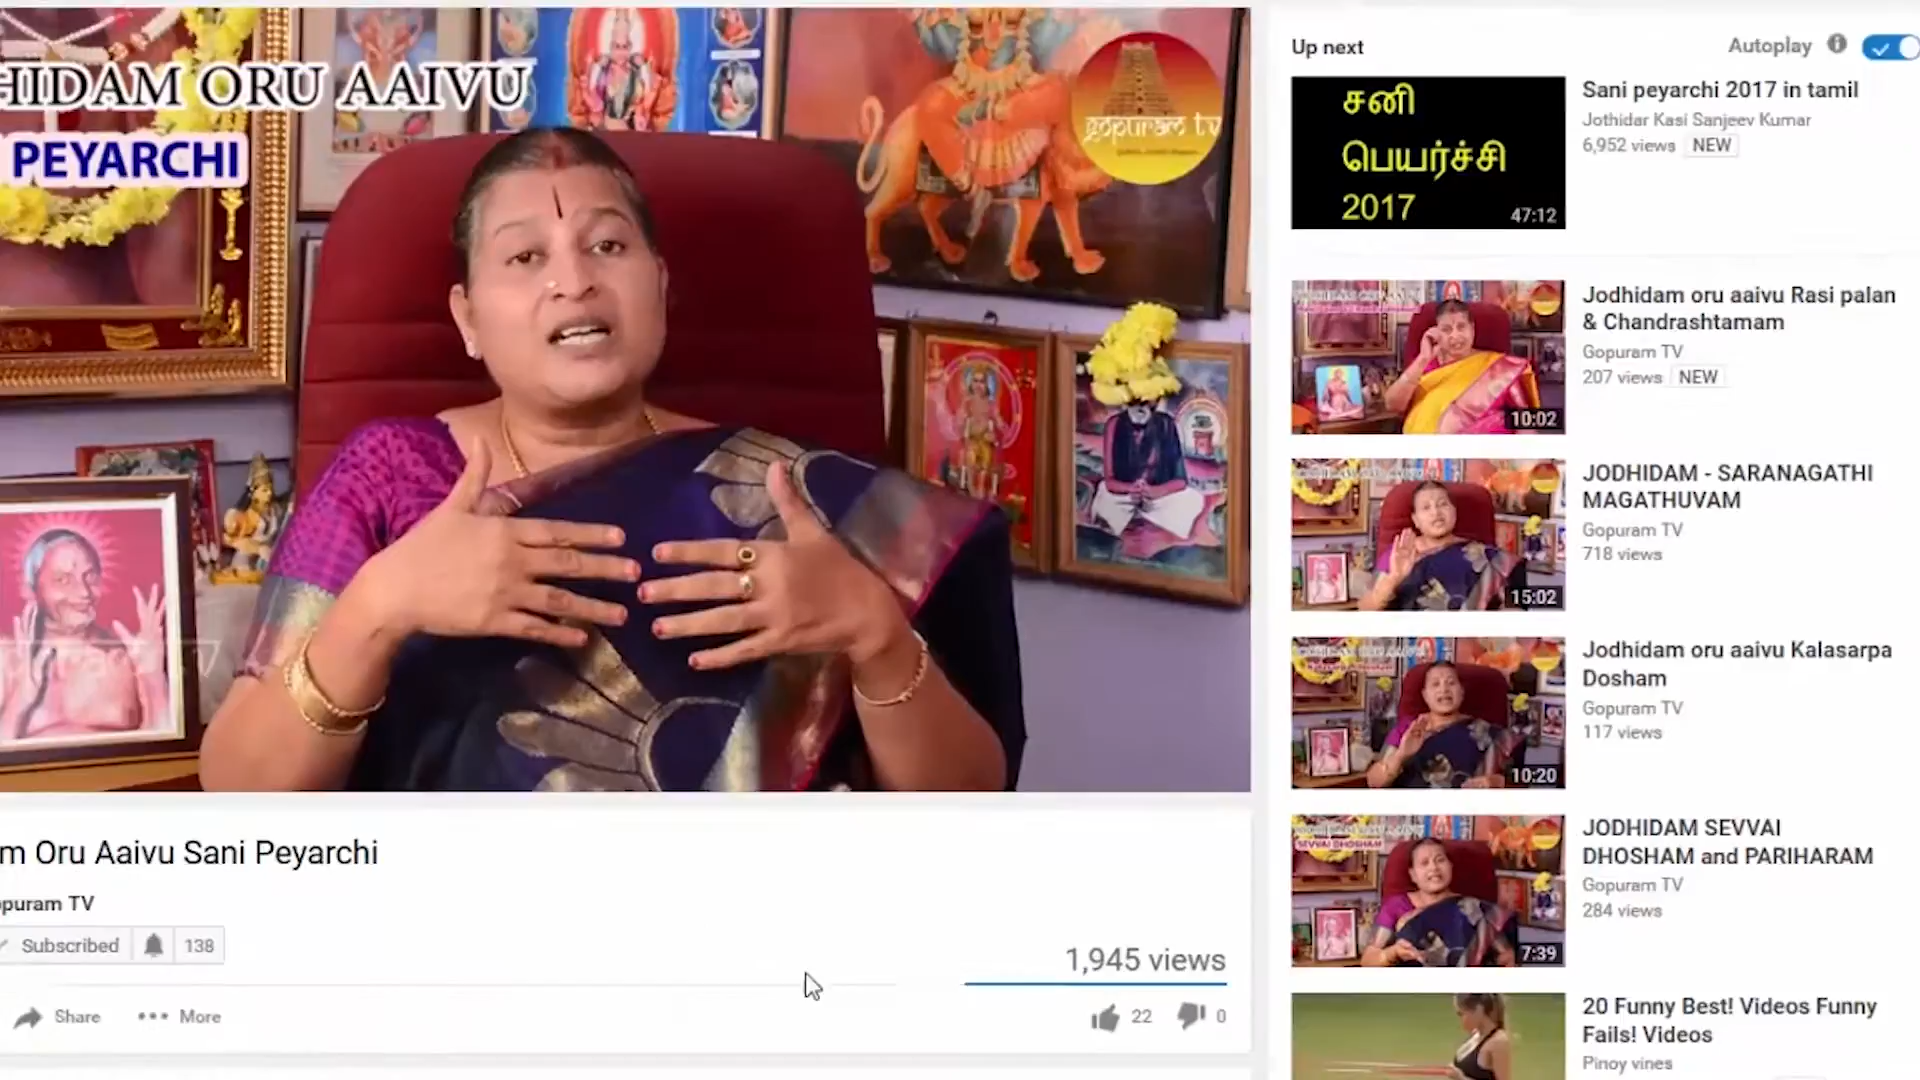 HIDAM ORU AAIVU
PEYARCHI
gopuram tv
m Oru Aaivu Sani Peyarchi
opuram TV
Subscribed
138
1,945 views
Share
More
22
0
Up next
Autoplay
சனி
பெயர்ச்சி
2017
47:12
Sani peyarchi 2017 in tamil
Jothidar Kasi Sanjeev Kumar
6,952 views NEW
10:02
Jodhidam oru aaivu Rasi palan
& Chandrashtamam
Gopuram TV
207 views NEW
15:02
JODHIDAM - SARANAGATHI
MAGATHUVAM
Gopuram TV
718 views
10:20
Jodhidam oru aaivu Kalasarpa
Dosham
Gopuram TV
117 views
SEVVAI DHOSHAM
7:39
JODHIDAM SEVVAI
DHOSHAM and PARIHARAM
Gopuram TV
284 views
20 Funny Best! Videos Funny
Fails! Videos
Pinoy vines